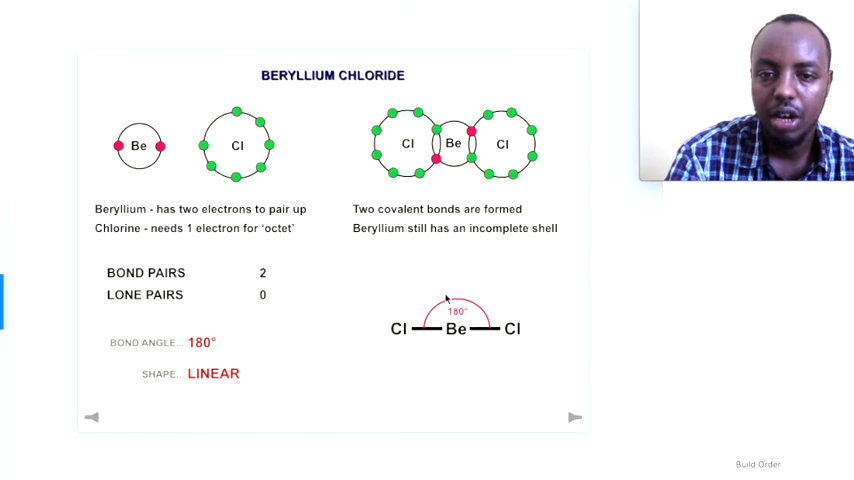 BERYLLIUM CHLORIDE
Be
Cl
Cl
Be
Cl
Beryllium - has two electrons to pair up
Chlorine - needs 1 electron for ‘octet’
Two covalent bonds are formed
Beryllium still has an incomplete shell
BOND PAIRS 2
LONE PAIRS 0
BOND ANGLE... 180°
SHAPE... LINEAR
180°
Cl Be Cl
Build Order